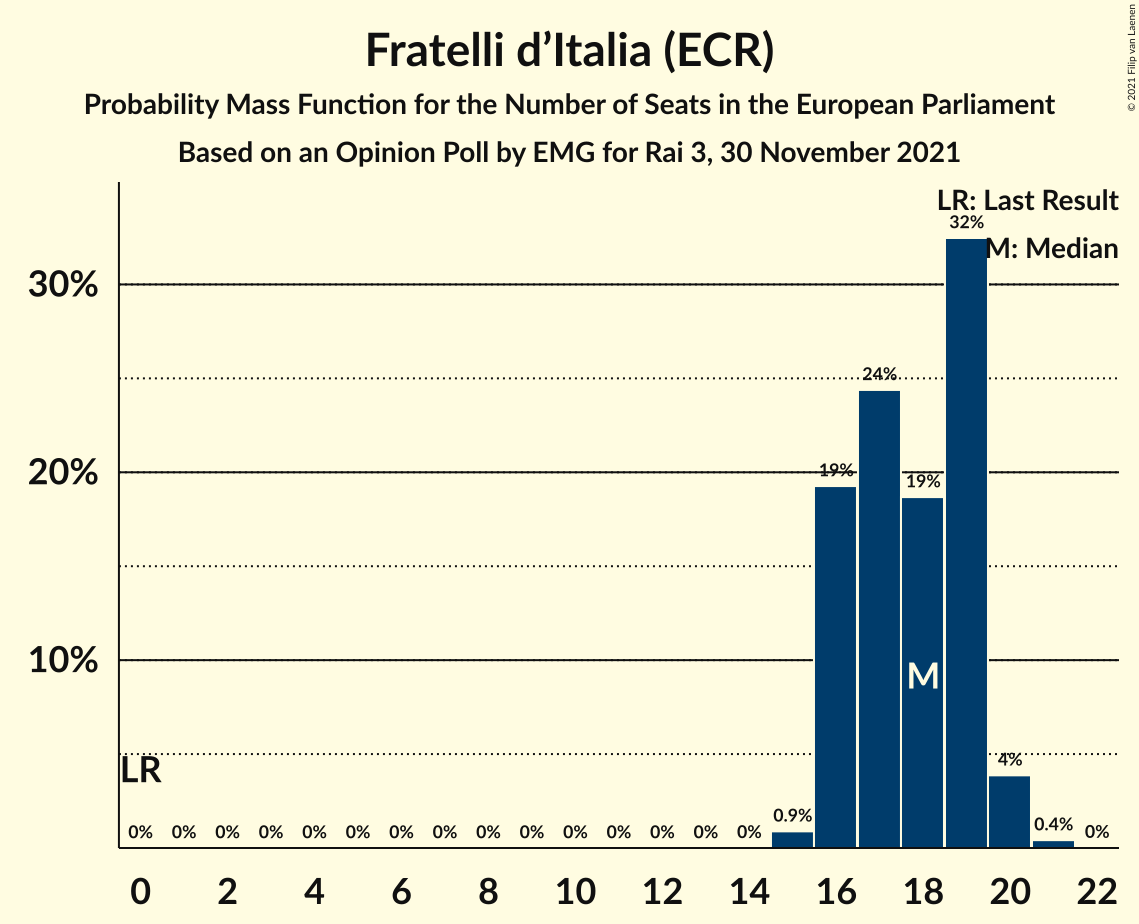 Fratelli d’Italia (ECR)
Probability Mass Function for the Number of Seats in the European Parliament
Based on an Opinion Poll by EMG for Rai 3, 30 November 2021
© 2021 Filip van Laenen
LR: Last Result
M: Median
32%
30%
24%
20%
19%
19%
10%
M
LR
4%
0% 0% 0% 0% 0% 0% 0% 0% 0% 0% 0% 0% 0% 0% 0% 0.9% 0.4% 0%
0 2 4 6 8 10 12 14 16 18 20 22